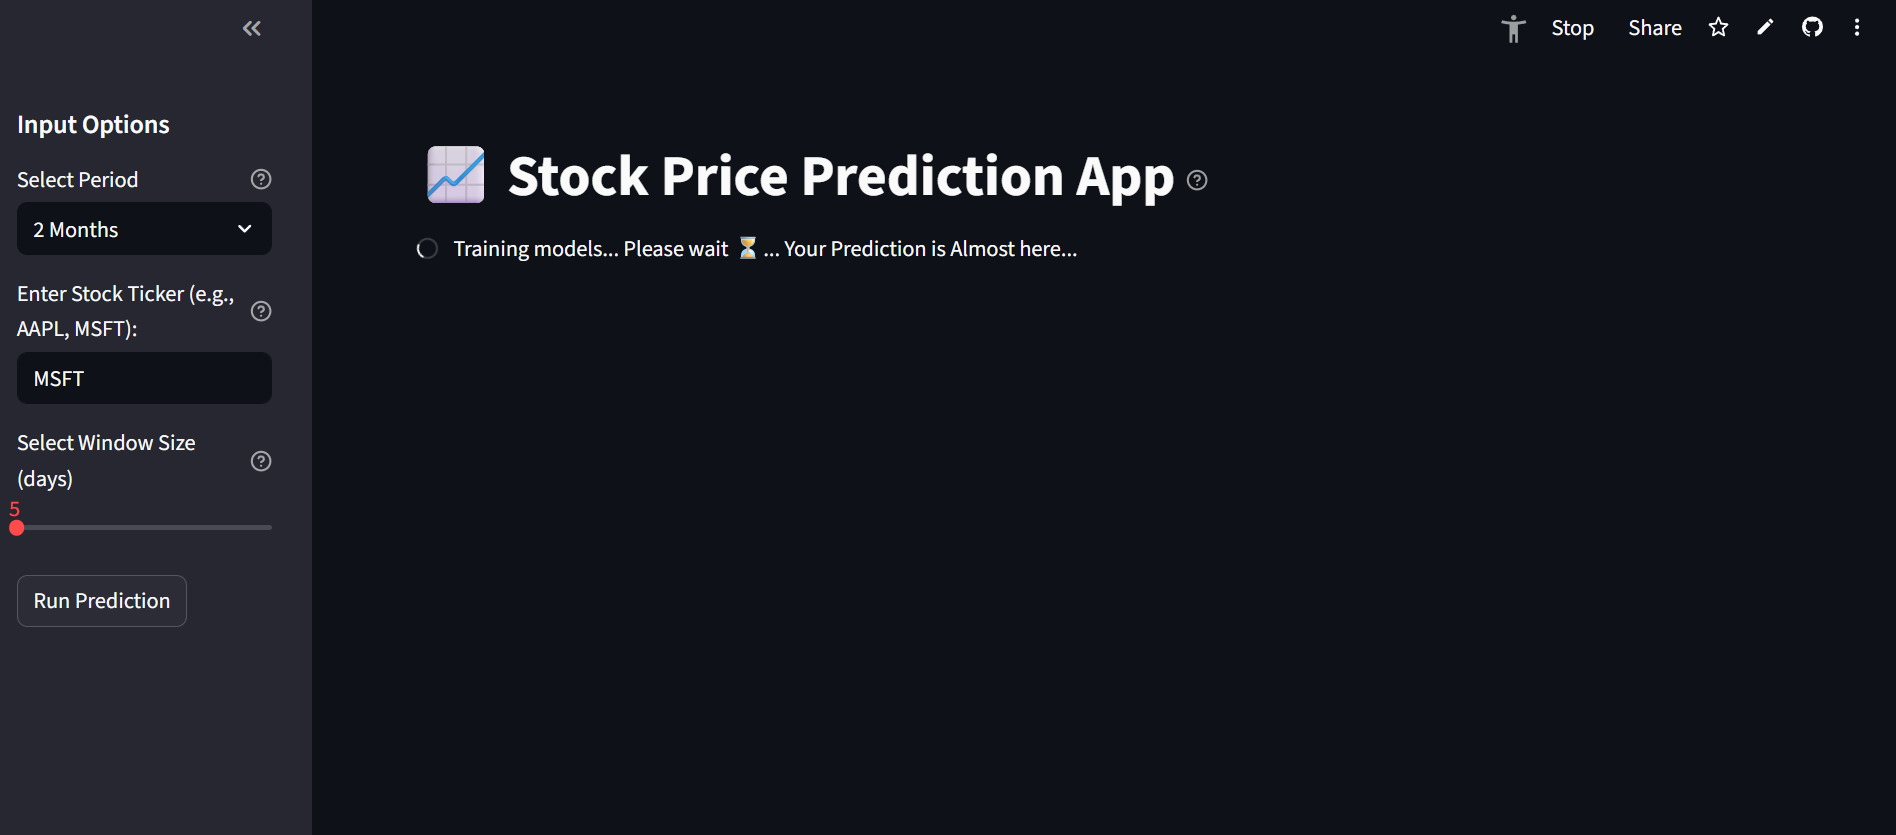 Stop
Share
Input Options
Select Period
2 Months
Enter Stock Ticker (e.g.,
AAPL, MSFT):
MSFT
Select Window Size
(days)
5
Run Prediction
Stock Price Prediction App
Training models... Please wait ⏳... Your Prediction is Almost here...